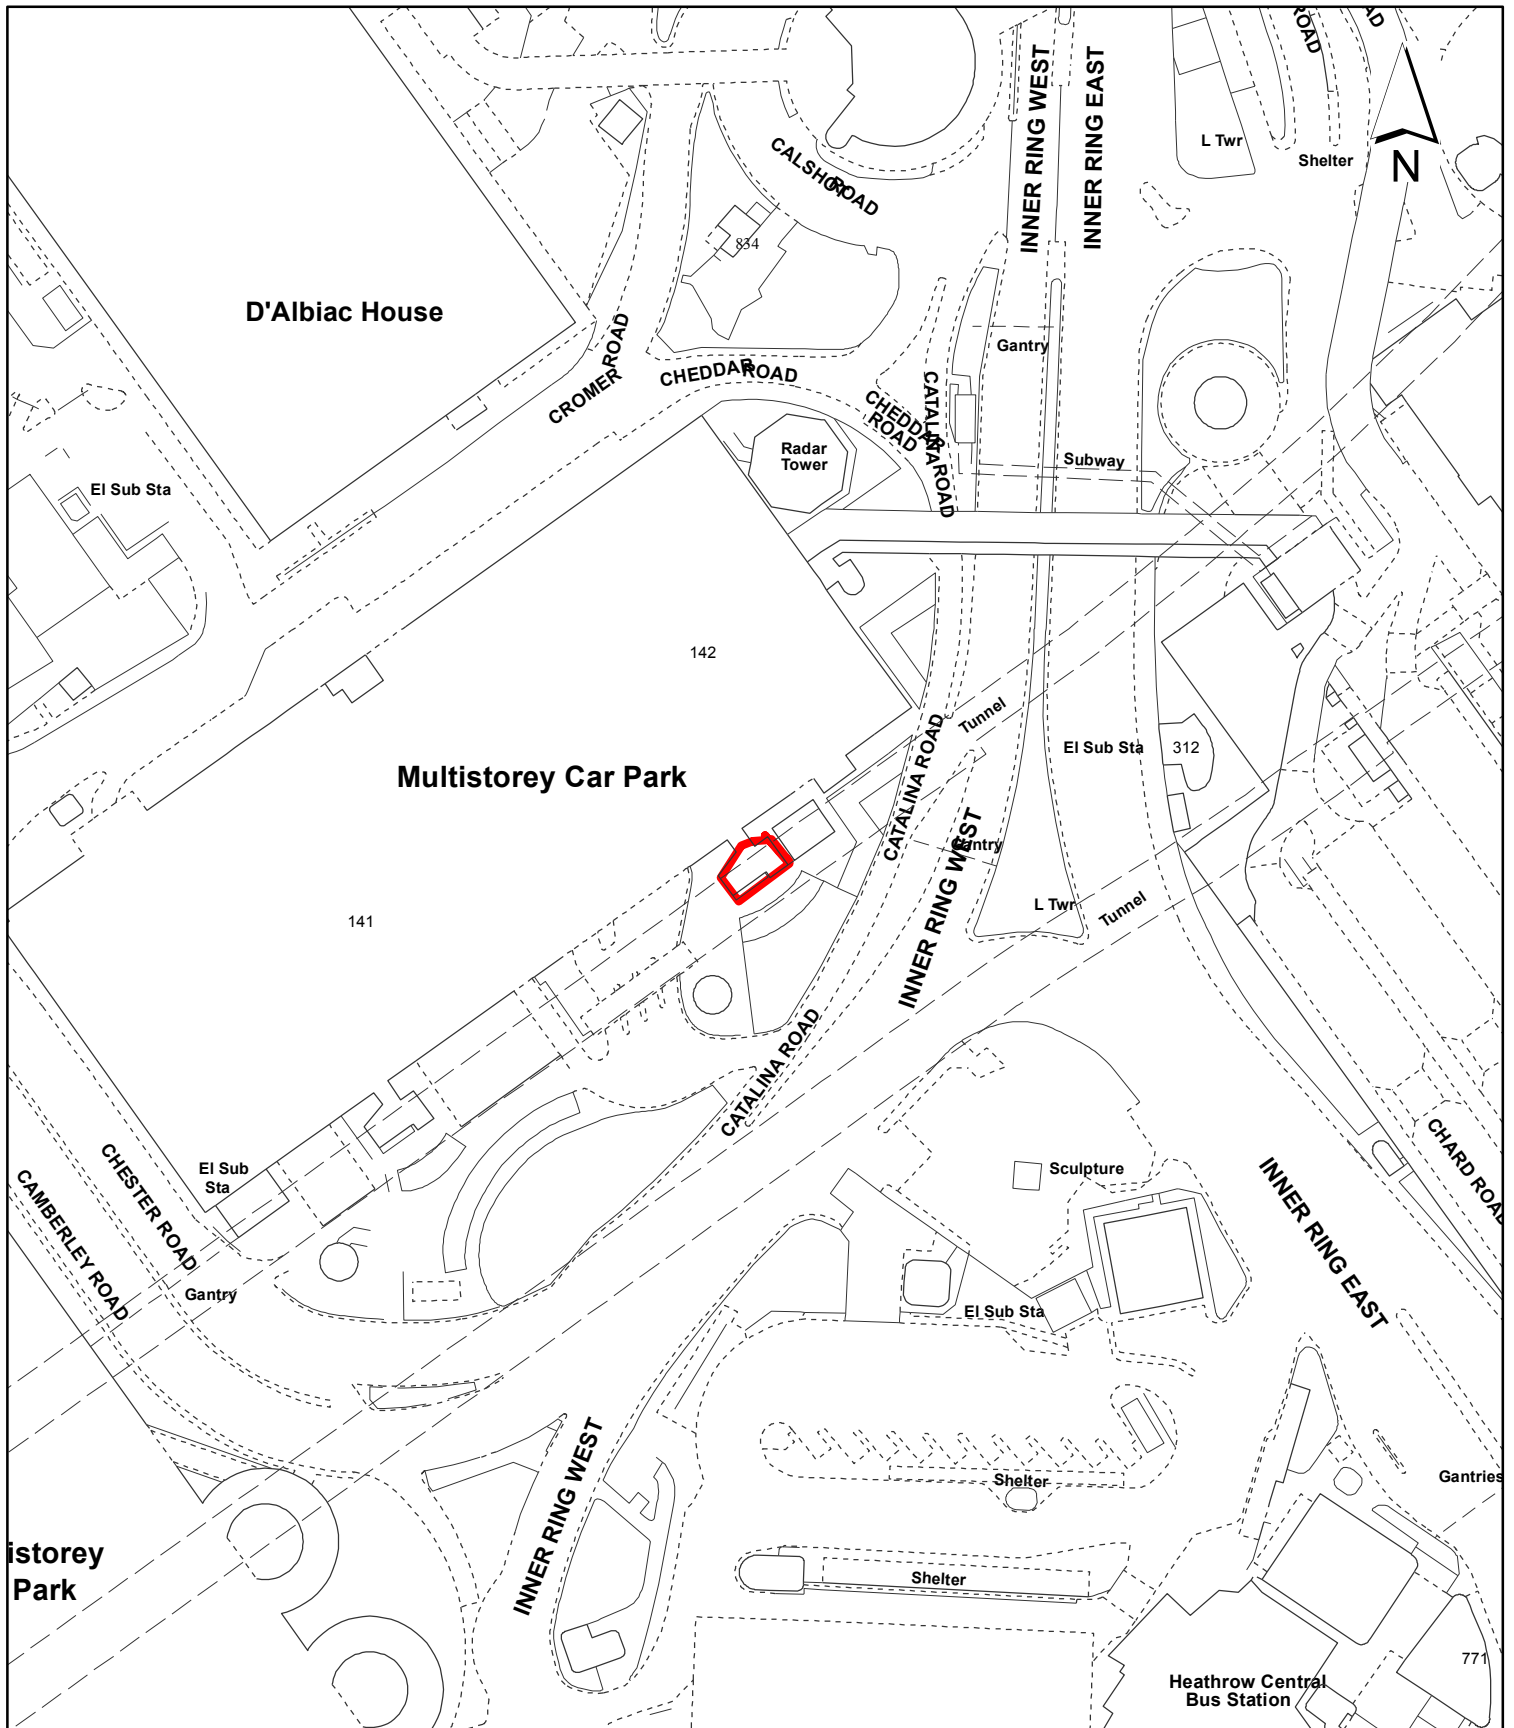 ROAD
AD
INNER RING WEST
INNER RING EAST
L Twr
Shelter
N
CALSHOT
ROAD
834
D'Albiac House
CROMER
ROAD
CHEDDAR
ROAD
Gantry
CHEDDAR
ROAD
CATALINA
ROAD
Radar
Tower
Subway
El Sub Sta
142
Tunnel
CATALINA ROAD
El Sub Sta
312
Multistorey Car Park
Gantry
INNER RING WEST
L Twr
Tunnel
141
CATALINA ROAD
CHARD ROAD
El Sub
Sta
CHESTER ROAD
CAMBERLEY ROAD
Sculpture
INNER RING EAST
Gantry
El Sub Sta
INNER RING WEST
Shelter
Gantries
istorey
Park
Shelter
771
Heathrow Central
Bus Station